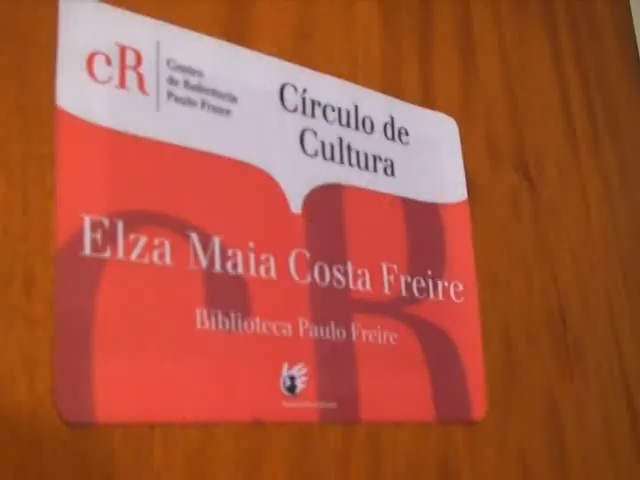 cR
Centro
de Referência
Paulo Freire
Círculo de
Cultura
Elza Maia Costa Freire
Biblioteca Paulo Freire